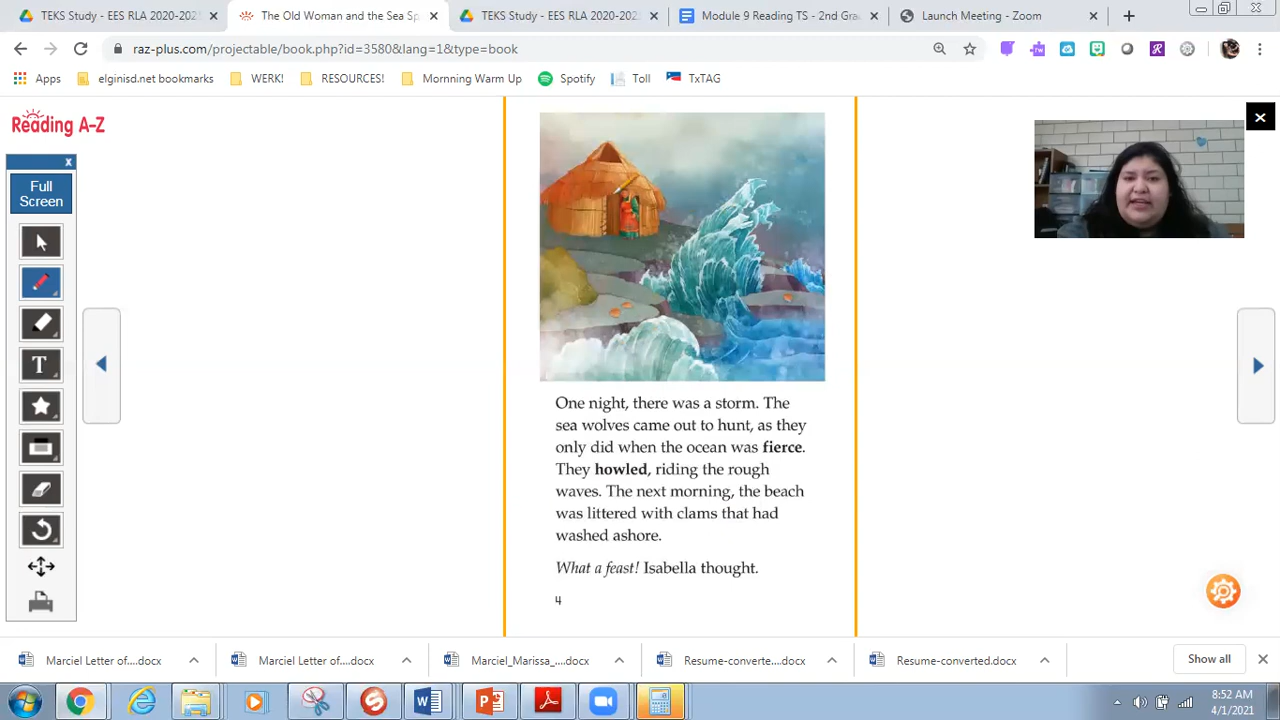 TEKS Study - EES RLA 2020-202
The Old Woman and the Sea Sp
TEKS Study - EES RLA 2020-202
Module 9 Reading TS - 2nd Gra
Launch Meeting - Zoom
raz-plus.com/projectable/book.php?id=3580&lang=1&type=book
Apps
elginisd.net bookmarks
WERK!
RESOURCES!
Mornning Warm Up
Spotify
Toll
TxTAG
Reading A-Z
Full
Screen
T
One night, there was a storm. The
sea wolves came out to hunt, as they
only did when the ocean was fierce.
They howled, riding the rough
waves. The next morning, the beach
was littered with clams that had
washed ashore.
What a feast! Isabella thought.
4
Marciel Letter of....docx
Marciel Letter of....docx
Marciel_Marissa_....docx
Resume-converte....docx
Resume-converted.docx
Show all
8:52 AM
4/1/2021